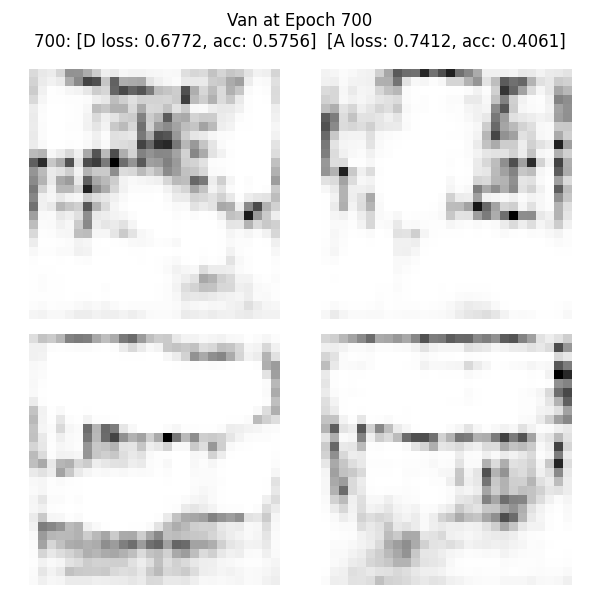 Van at Epoch 700
700: [D loss: 0.6772, acc: 0.5756]  [A loss: 0.7412, acc: 0.4061]